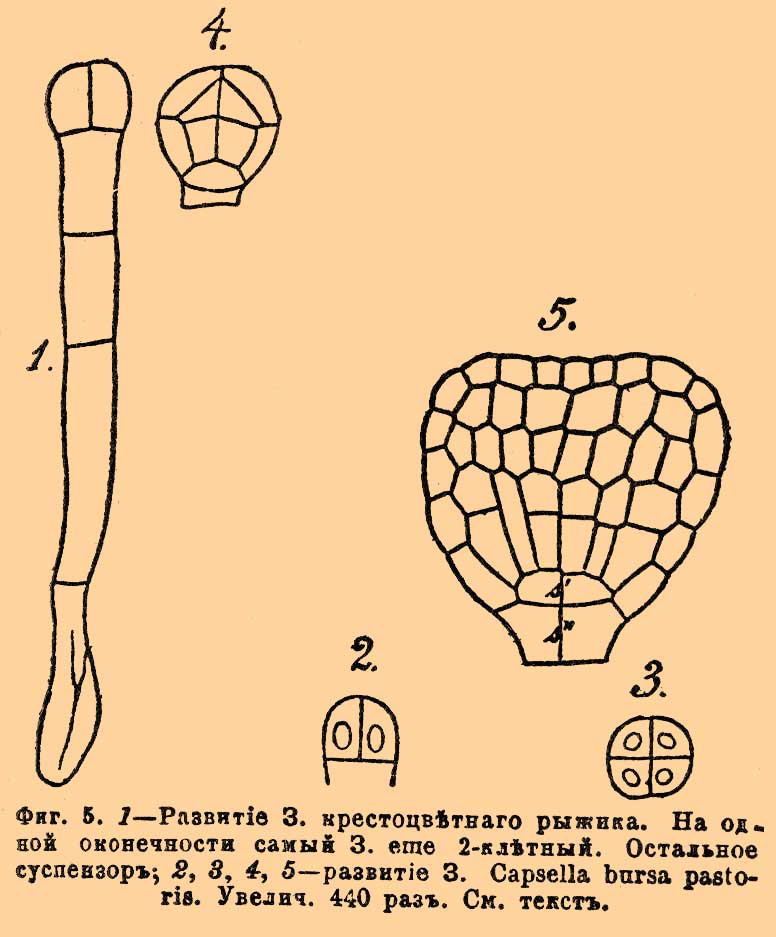 4.
1.
5.
s'
s"
2.
3.
Фиг. 5. 1—Развитіе З. крестоцвѣтнаго рыжика. На од-
ной оконечности самый З. еще 2-клѣтный. Остальное
суспензоръ; 2, 3, 4, 5—развитіе З. Capsella bursa pasto-
ris. Увелич. 440 разъ. См. текстъ.